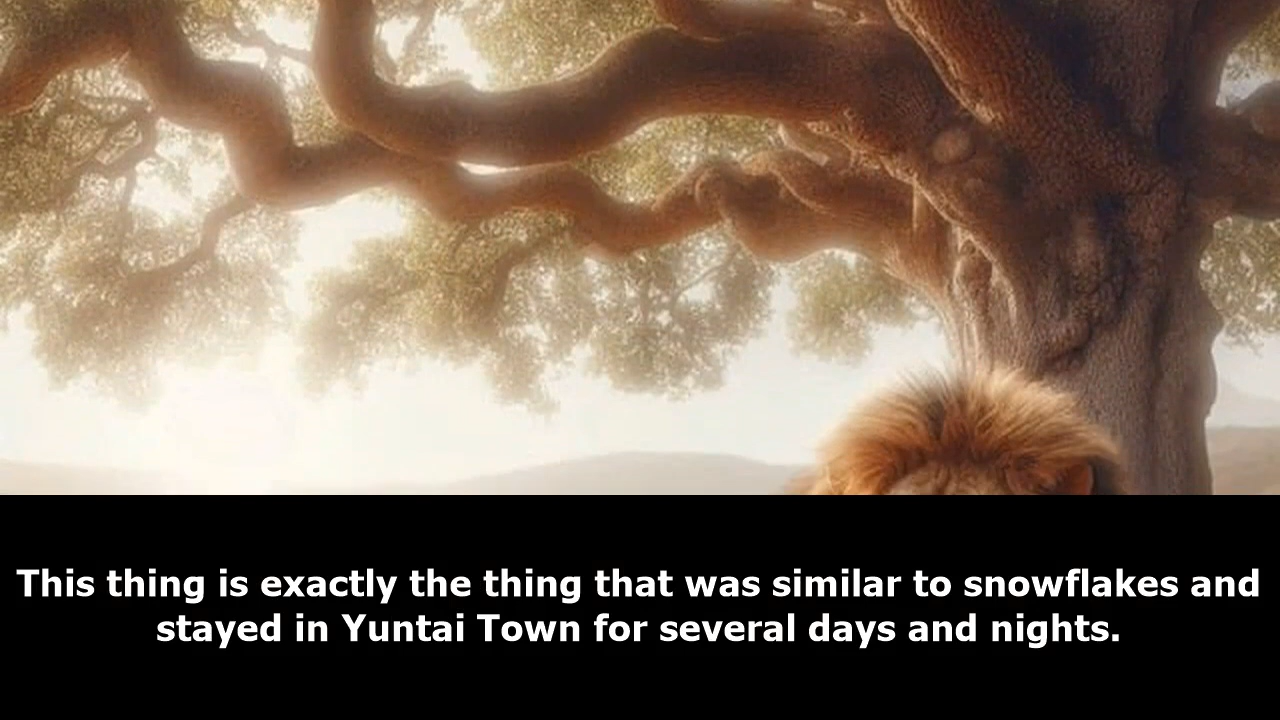 This thing is exactly the thing that was similar to snowflakes and
stayed in Yuntai Town for several days and nights.